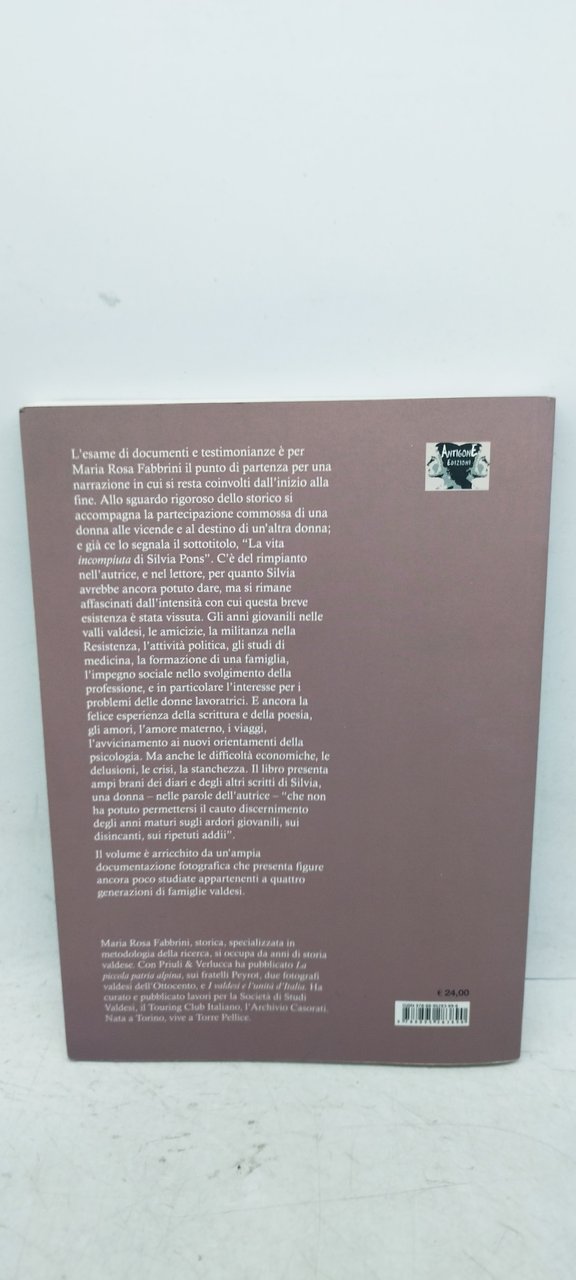 L'esame di documenti e testimonianze è per
Maria Rosa Fabbrini il punto di partenza per una
narrazione in cui si resta coinvolti dall'inizio alla
fine. Allo sguardo rigoroso dello storico si
accompagna la partecipazione commossa di una
donna alle vicende e al destino di un'altra donna;
e già ce lo segnala il sottotitolo, “La vita
incompiuta di Silvia Pons”. C'è del rimpianto
nell'autrice, e nel lettore, per quanto Silvia
avrebbe ancora potuto dare, ma si rimane
affascinati dall'intensità con cui questa breve
esistenza è stata vissuta. Gli anni giovanili nelle
valli valdesi, le amicizie, la militanza nella
Resistenza, l'attività politica, gli studi di
medicina, la formazione di una famiglia,
l'impegno sociale nello svolgimento della
professione, e in particolare l'interesse per i
problemi delle donne lavoratrici. E ancora la
felice esperienza della scrittura e della poesia,
gli amori, l'amore materno, i viaggi,
l'avvicinamento ai nuovi orientamenti della
psicologia. Ma anche le difficoltà economiche, le
delusioni, le crisi, la stanchezza. Il libro presenta
ampi brani dei diari e degli altri scritti di Silvia,
una donna – nelle parole dell'autrice – “che non
ha potuto permettersi il cauto discernimento
degli anni maturi sugli ardori giovanili, sui
disincanti, sui ripetuti addii”.
Il volume è arricchito da un'ampia
documentazione fotografica che presenta figure
ancora poco studiate appartenenti a quattro
generazioni di famiglie valdesi.
Maria Rosa Fabbrini, storica, specializzata in
metodologia della ricerca, si occupa da anni di storia
valdese. Con Priuli & Verlucca ha pubblicato La
piccola patria alpina, sui fratelli Peyrot, due fotografi
valdesi dell'Ottocento, e I valdesi e l'unità d'Italia. Ha
curato e pubblicato lavori per la Società di Studi
Valdesi, il Touring Club Italiano, l'Archivio Casorati.
Nata a Torino, vive a Torre Pellice.
ANTIGONE
EDIZIONI
€ 24,00